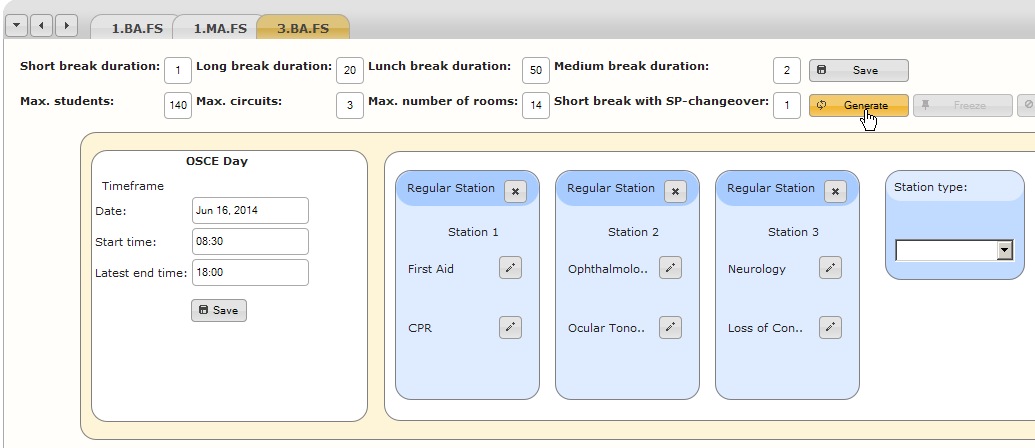 1.BA.FS 1.MA.FS 3.BA.FS
Short break duration: 1 Long break duration: 20 Lunch break duration: 50 Medium break duration: 2 Save
Max. students: 140 Max. circuits: 3 Max. number of rooms: 14 Short break with SP-changeover: 1 Generate Freeze
OSCE Day
Timeframe
Date: Jun 16, 2014
Start time: 08:30
Latest end time: 18:00
Save
Regular Station Regular Station Regular Station Station type:
Station 1 Station 2 Station 3
First Aid Ophthalmolo.. Neurology
CPR Ocular Tono.. Loss of Con..